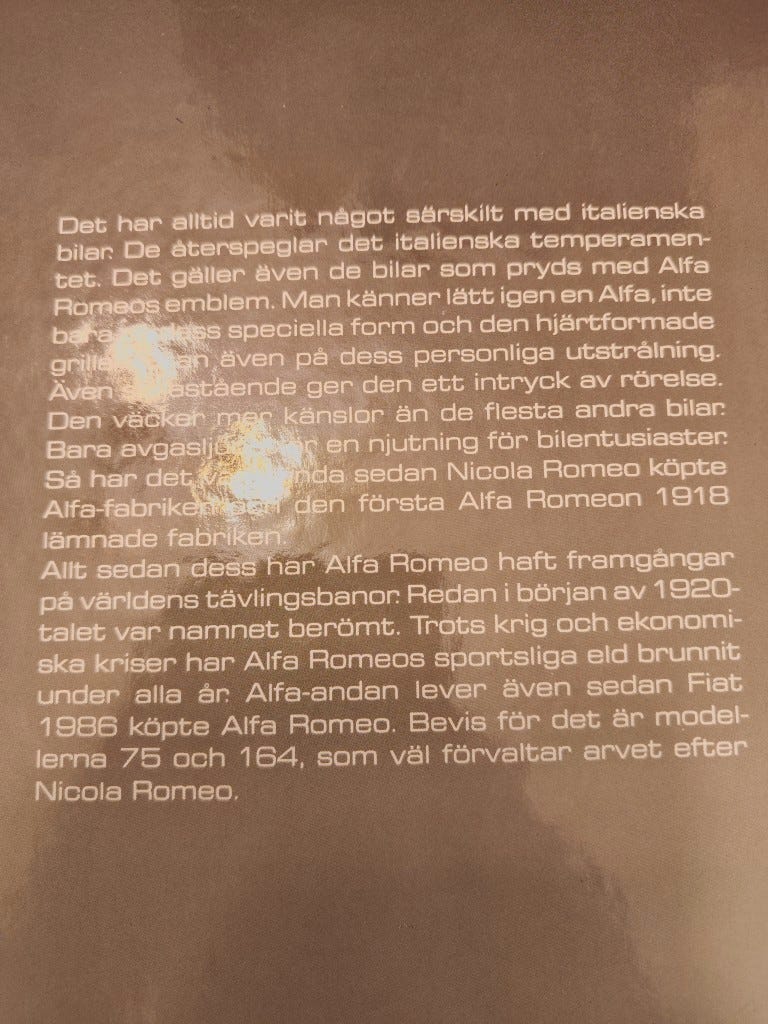 Det har alltid varit något särskilt med italienska
bilar. De återspeglar det italienska temperamen-
tet. Det gäller även de bilar som pryds med Alfa
Romeos emblem. Man känner lätt igen en Alfa, inte
bara dess speciella form och den hjärtformade
även på dess personliga utstrålning.
Även ger den ett intryck av rörelse.
Den väcker mer känslor än de flesta andra bilar.
Bara en njutning för bilentusiaster.
Så har det sedan Nicola Romeo köpte
Alfa-fabriken och den första Alfa Romeon 1918
lämnade fabriken.
Allt sedan dess har Alfa Romeo haft framgångar
på världens tävlingsbanor. Redan i början av 1920-
talet var namnet berömt. Trots krig och ekonomi-
ska kriser har Alfa Romeos sportsliga eld brunnit
under alla år. Alfa-andan lever även sedan Fiat
1986 köpte Alfa Romeo. Bevis för det är model-
lerna 75 och 164, som väl förvaltar arvet efter
Nicola Romeo.